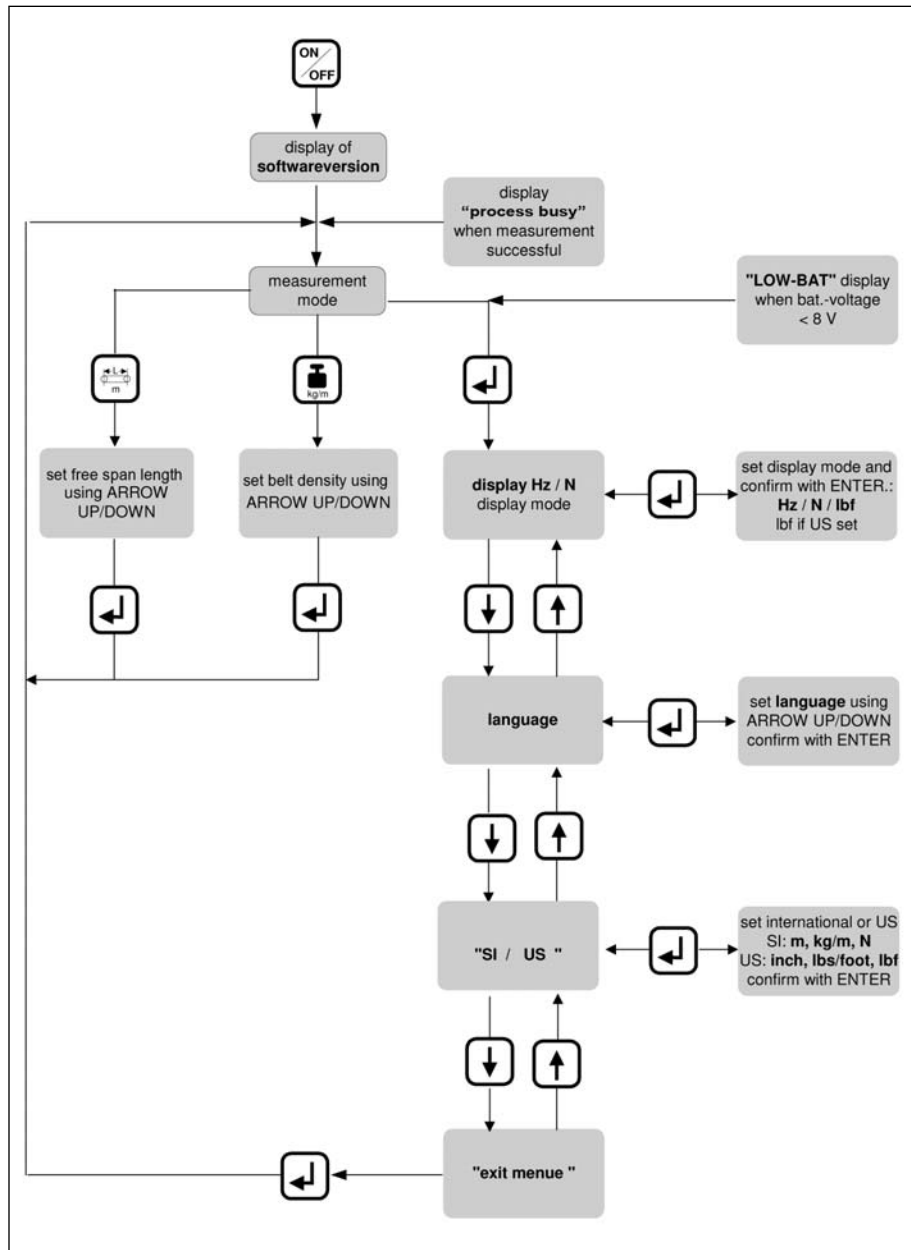 ON
OFF
display of
softwareversion
display
“process busy”
when measurement
successful
measurement
mode
"LOW-BAT" display
when bat.-voltage
< 8 V
L
m
kg/m
set free span length
using ARROW
UP/DOWN
set belt density using
ARROW UP/DOWN
display Hz / N
display mode
set display mode and
confirm with ENTER.:
Hz / N / lbf
lbf if US set
language
set language using
ARROW UP/DOWN
confirm with ENTER
"SI / US "
set international or US
SI: m, kg/m, N
US: inch, lbs/foot, lbf
confirm with ENTER
"exit menue "